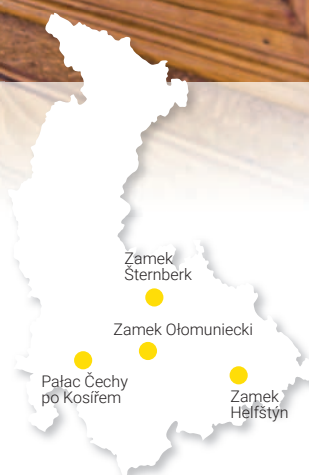 Zamek
Šternberk
Zamek Ołomuniecki
Pałac Čechy
po Kosířem
Zamek
Helfštýn